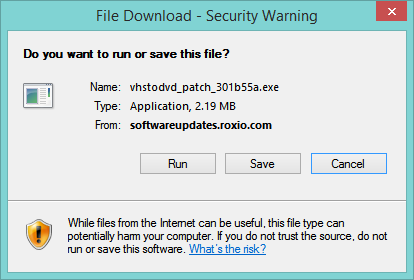 File Download - Security Warning
Do you want to run or save this file?
Name: vhstodvd_patch_301b55a.exe
Type: Application, 2.19 MB
From: softwareupdates.roxio.com
Run Save Cancel
While files from the Internet can be useful, this file type can
potentially harm your computer. If you do not trust the source, do not
run or save this software. What's the risk?